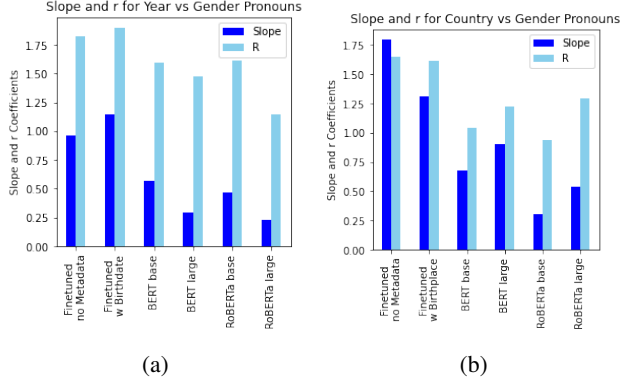 Slope and r for Year vs Gender Pronouns
Slope
R
Slope and r Coefficients
1.75
1.50
1.25
1.00
0.75
0.50
0.25
0.00
Finetuned
no Metadata
Finetuned
w Birthdate
BERT base
BERT large
RoBERTa base
RoBERTa large
(a)
Slope and r for Country vs Gender Pronouns
Slope
R
Slope and r Coefficients
1.75
1.50
1.25
1.00
0.75
0.50
0.25
0.00
Finetuned
no Metadata
Finetuned
w Birthplace
BERT base
BERT large
RoBERTa base
RoBERTa large
(b)